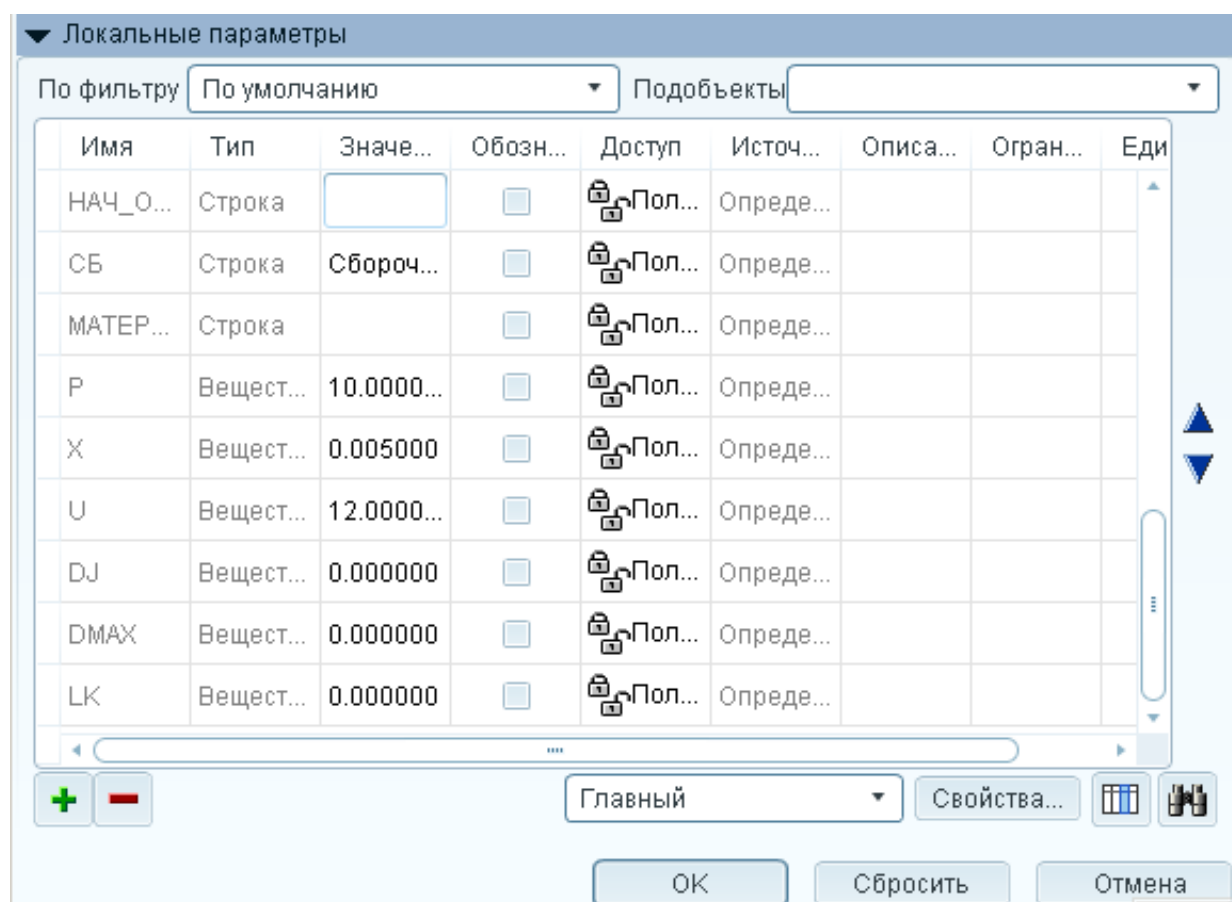 Локальные параметры
По фильтру По умолчанию Подобъекты
Имя Тип Значе... Обозн... Доступ Источ... Описа... Огран... Еди
НАЧ_О... Строка Пол... Опреде...
СБ Строка Сбороч... Пол... Опреде...
МАТЕР... Строка Пол... Опреде...
P Вещест... 10.0000... Пол... Опреде...
X Вещест... 0.005000 Пол... Опреде...
U Вещест... 12.0000... Пол... Опреде...
DJ Вещест... 0.000000 Пол... Опреде...
DMAX Вещест... 0.000000 Пол... Опреде...
LK Вещест... 0.000000 Пол... Опреде...
Главный Свойства...
ОК Сбросить Отмена